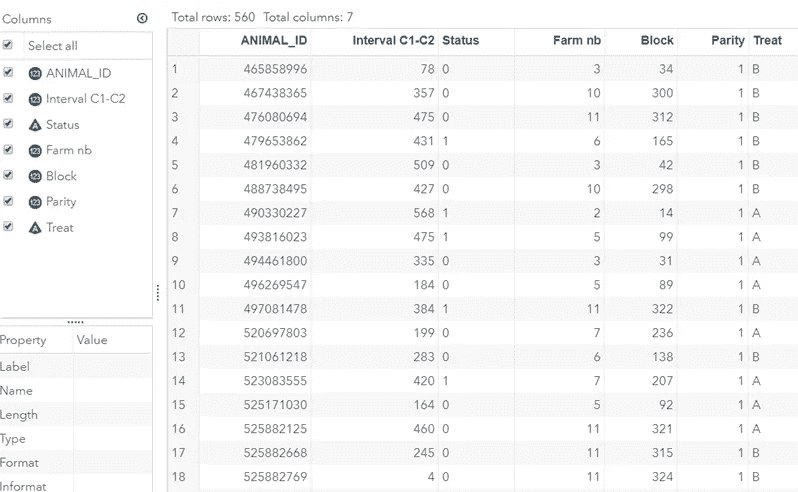 Columns
Select all
ANIMAL_ID
Interval C1-C2
Status
Farm nb
Block
Parity
Treat
Property Value
Label
Name
Length
Type
Format
Informat
Total rows: 560 Total columns: 7
ANIMAL_ID Interval C1-C2 Status Farm nb Block Parity Treat
1 465858996 78 0 3 34 1 B
2 467438365 357 0 10 300 1 B
3 476080694 475 0 11 312 1 B
4 479653862 431 1 6 165 1 B
5 481960332 509 0 3 42 1 B
6 488738495 427 0 10 298 1 B
7 490330227 568 1 2 14 1 A
8 493816023 475 1 5 99 1 A
9 494461800 335 0 3 31 1 A
10 496269547 184 0 5 89 1 A
11 497081478 384 1 11 322 1 B
12 520697803 199 0 7 236 1 A
13 521061218 283 0 6 138 1 B
14 523083555 420 1 7 207 1 A
15 525171030 164 0 5 92 1 A
16 525882125 460 0 11 321 1 A
17 525882668 245 0 11 315 1 B
18 525882769 4 0 11 324 1 B